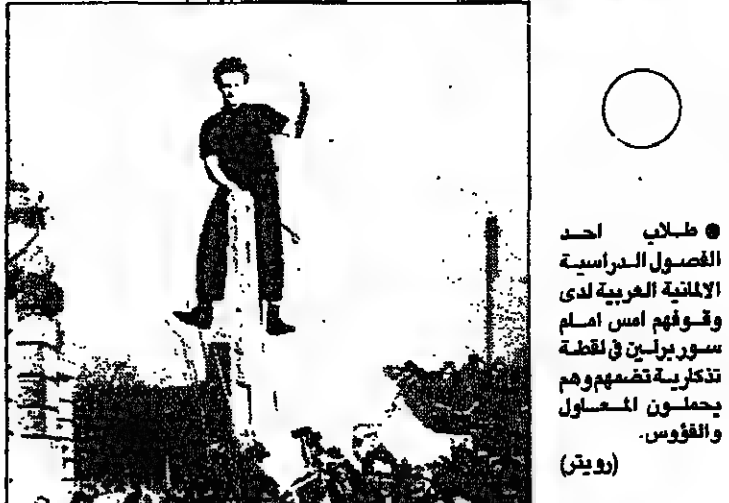 ● طلاب احد
الفصول الدراسية
الالمانية الغربية لدى
وقوفهم امس امام
سور برلين في لقطة
تذكارية تضمهم وهم
يحملون المعاول
والفؤوس.
(رويتر)